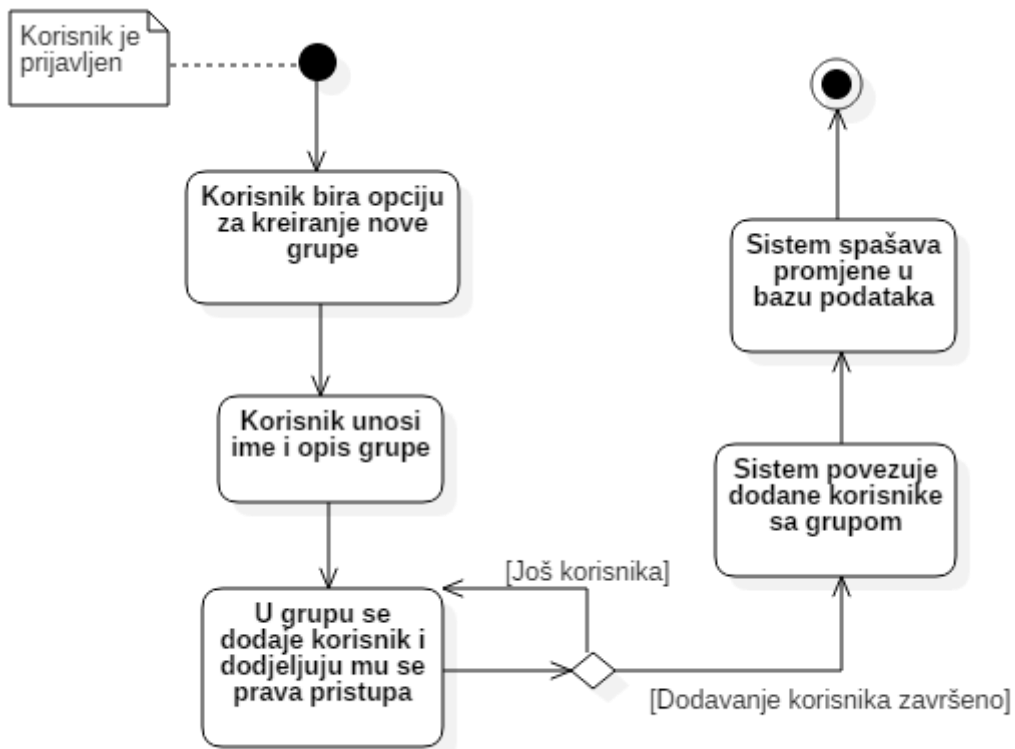 Korisnik je
prijavljen
Korisnik bira opciju
za kreiranje nove
grupe
Korisnik unosi
ime i opis grupe
U grupu se
dodaje korisnik i
dodjeljuju mu se
prava pristupa
[Još korisnika]
[Dodavanje korisnika završeno]
Sistem povezuje
dodane korisnike
sa grupom
Sistem spašava
promjene u
bazu podataka